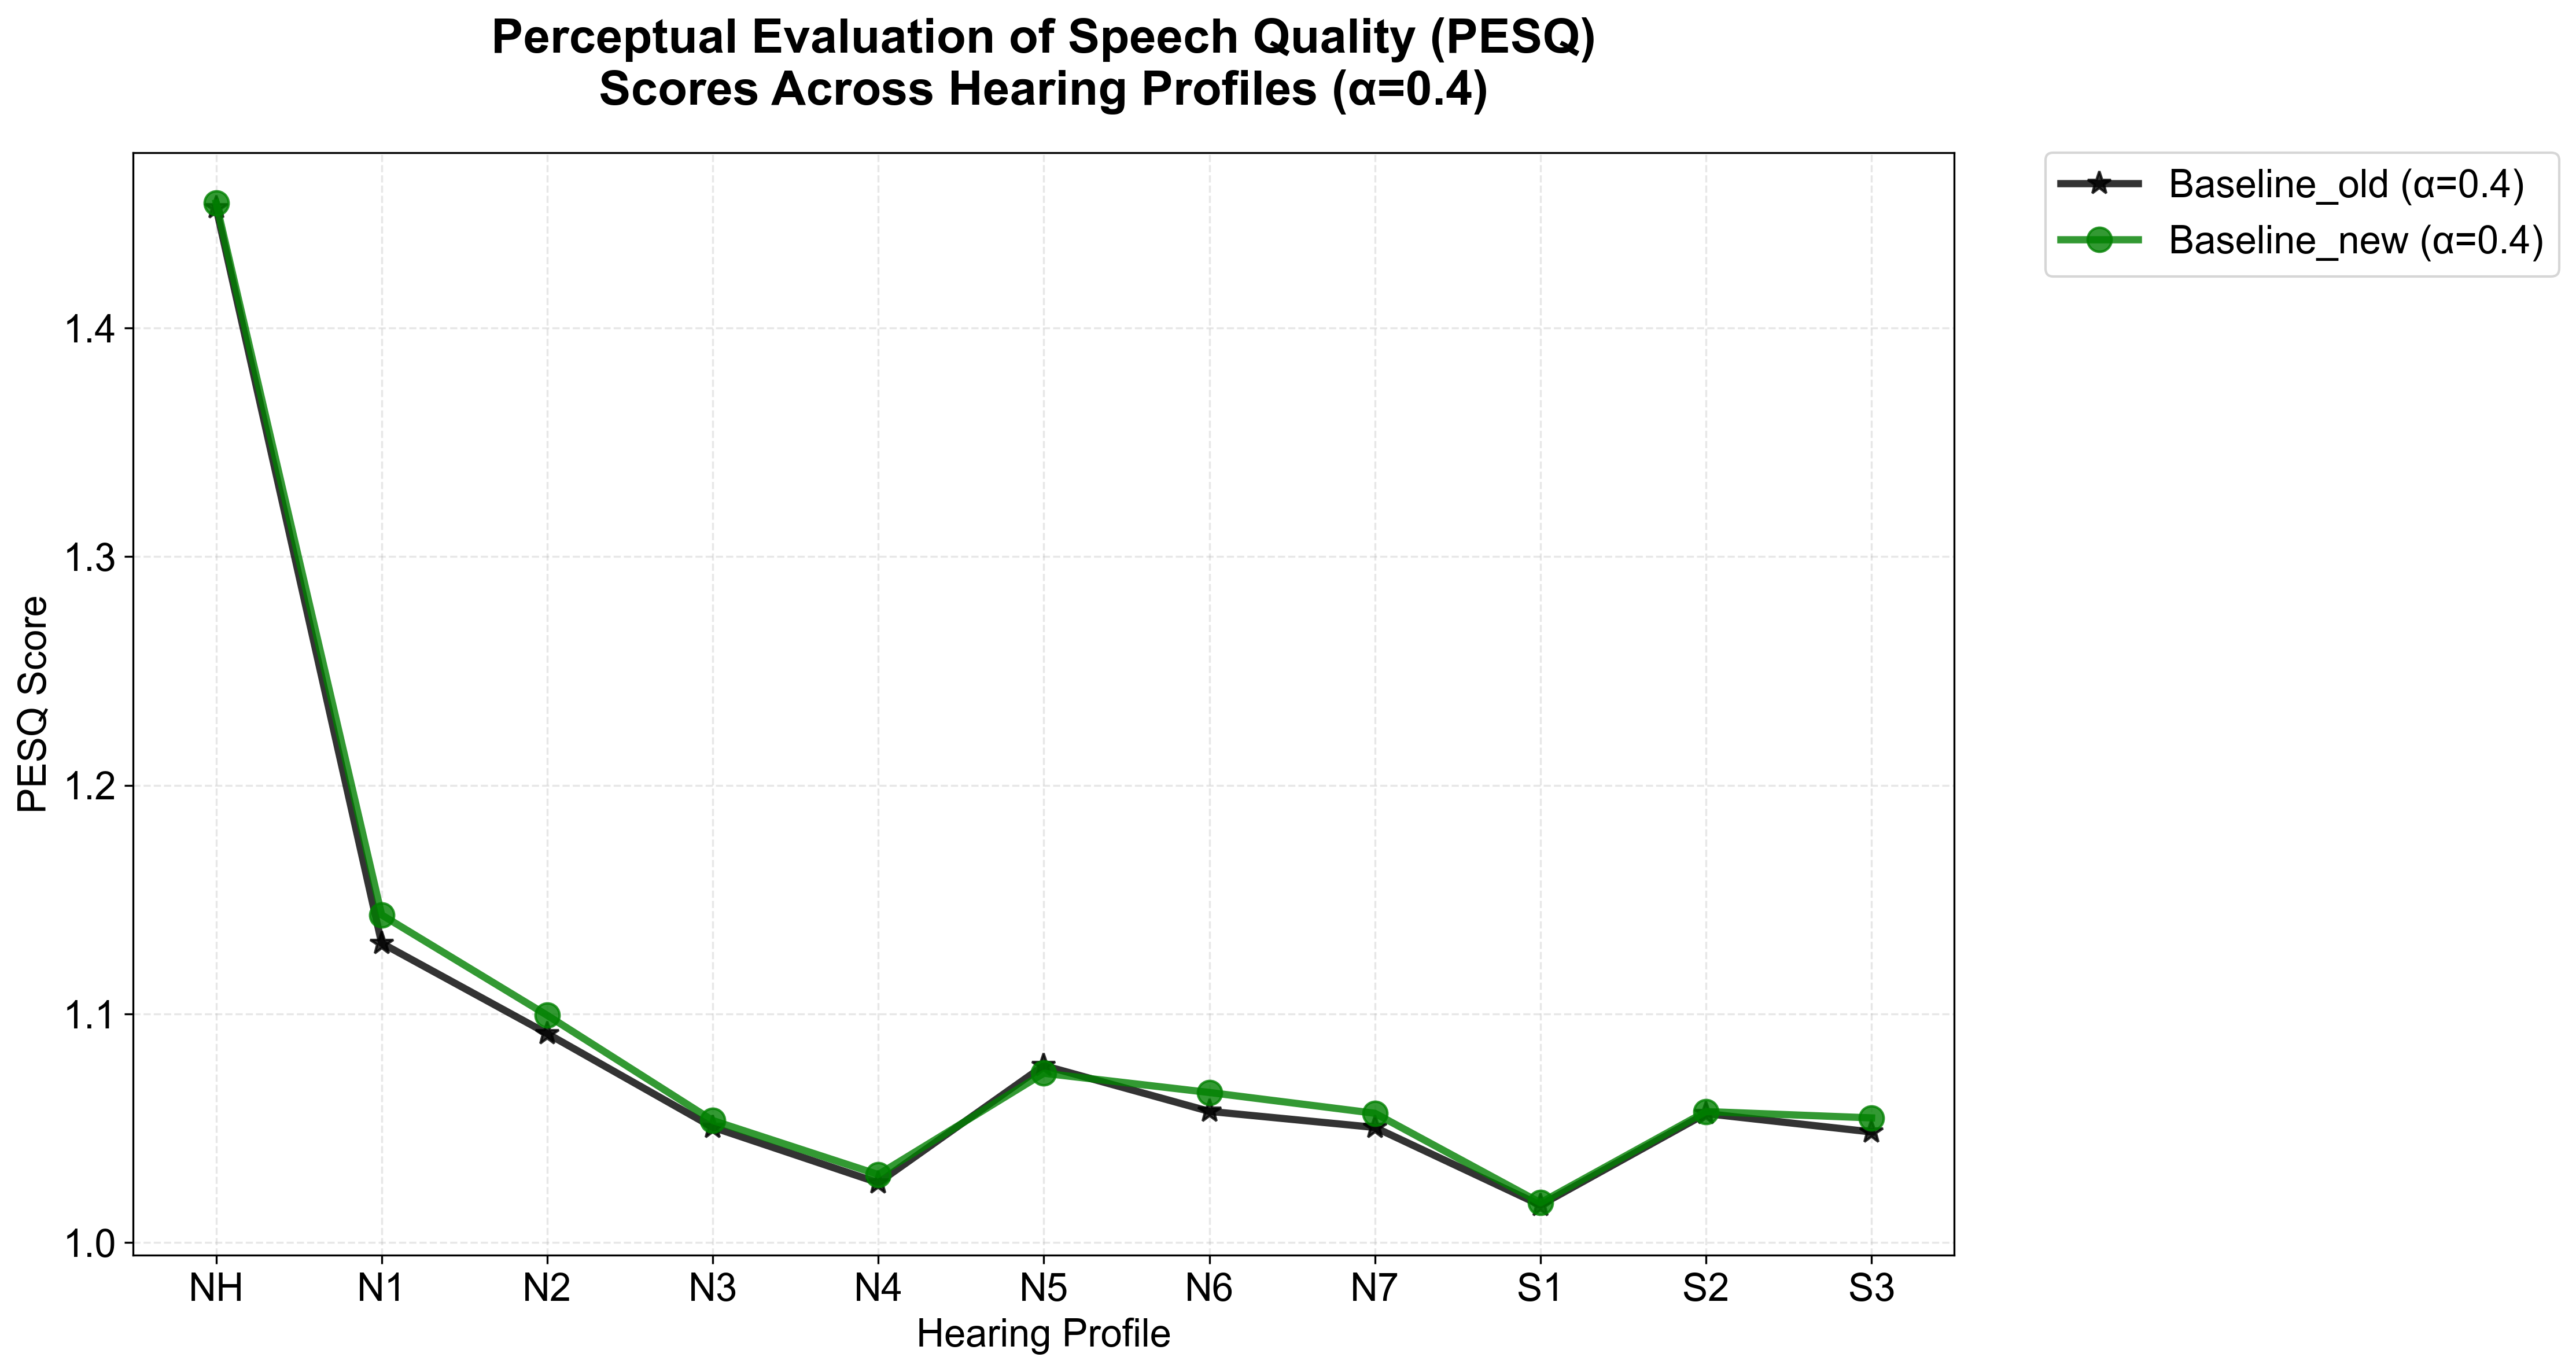 Perceptual Evaluation of Speech Quality (PESQ)
Scores Across Hearing Profiles (α=0.4)
Baseline_old (α=0.4)
Baseline_new (α=0.4)
PESQ Score
1.4
1.3
1.2
1.1
1.0
NH N1 N2 N3 N4 N5 N6 N7 S1 S2 S3
Hearing Profile